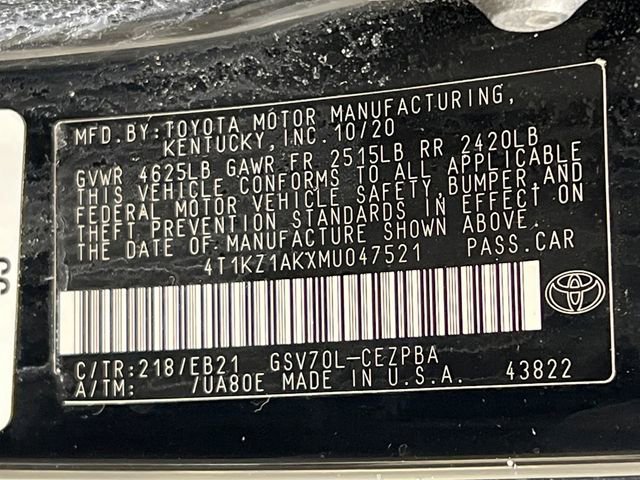 MFD. BY: TOYOTA MOTOR MANUFACTURING,
KENTUCKY, INC. 10/20
GVWR 4625LB GAWR FR 2515LB RR 2420LB
THIS VEHICLE CONFORMS TO ALL APPLICABLE
FEDERAL MOTOR VEHICLE SAFETY, BUMPER AND
THEFT PREVENTION STANDARDS IN EFFECT ON
THE DATE OF MANUFACTURE SHOWN ABOVE.
4T1KZ1AKXMU047521 PASS.CAR
C/TR:218/EB21 GSV70L-CEZPBA
A/TM: /UA80E MADE IN U.S.A. 43822